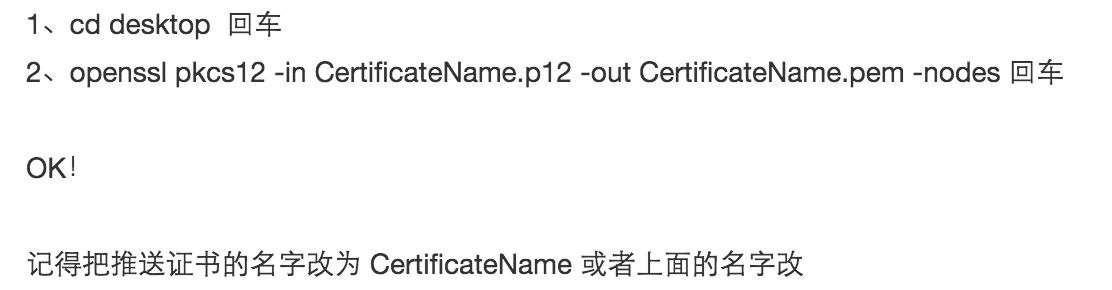 1、cd desktop 回车
2、openssl pkcs12 -in CertificateName.p12 -out CertificateName.pem -nodes 回车
OK！
记得把推送证书的名字改为 CertificateName 或者上面的名字改